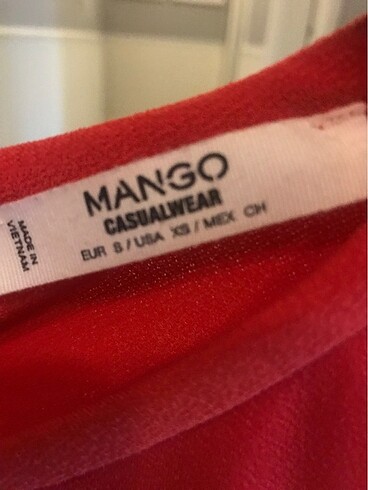 MANGO
CASUALWEAR
EUR S / USA XS / MEX CH
MADE IN
VIETNAM